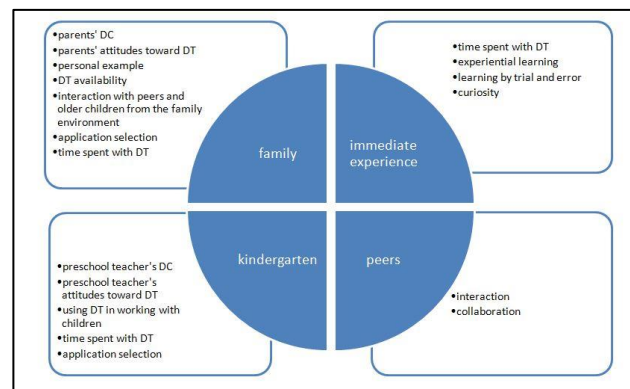 •parents' DC
•parents' attitudes toward DT
•personal example
•DT availability
•interaction with peers and
older children from the family
environment
•application selection
•time spent with DT
•time spent with DT
•experiential learning
•learning by trial and error
•curiosity
family
immediate
experience
kindergarten
peers
•preschool teacher's DC
•preschool teacher's
attitudes toward DT
•using DT in working with
children
•time spent with DT
•application selection
•interaction
•collaboration